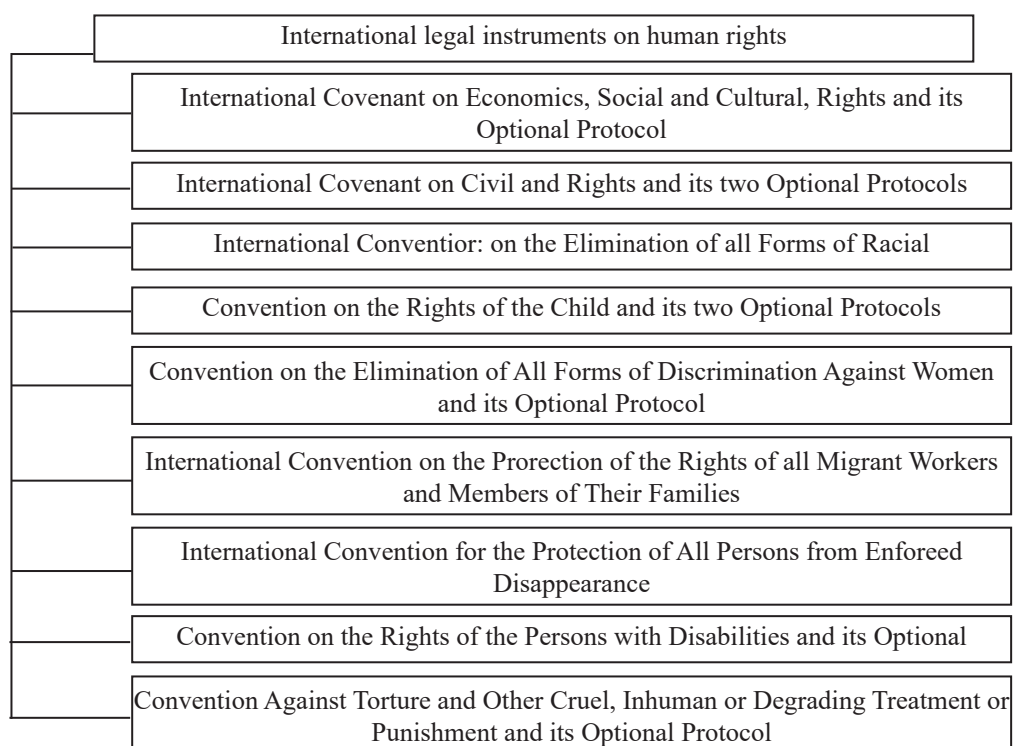 International legal instruments on human rights
International Covenant on Economics, Social and Cultural, Rights and its
Optional Protocol
International Covenant on Civil and Rights and its two Optional Protocols
International Conventior: on the Elimination of all Forms of Racial
Convention on the Rights of the Child and its two Optional Protocols
Convention on the Elimination of All Forms of Discrimination Against Women
and its Optional Protocol
International Convention on the Prorection of the Rights of all Migrant Workers
and Members of Their Families
International Convention for the Protection of All Persons from Enforeed
Disappearance
Convention on the Rights of the Persons with Disabilities and its Optional
Convention Against Torture and Other Cruel, Inhuman or Degrading Treatment or
Punishment and its Optional Protocol